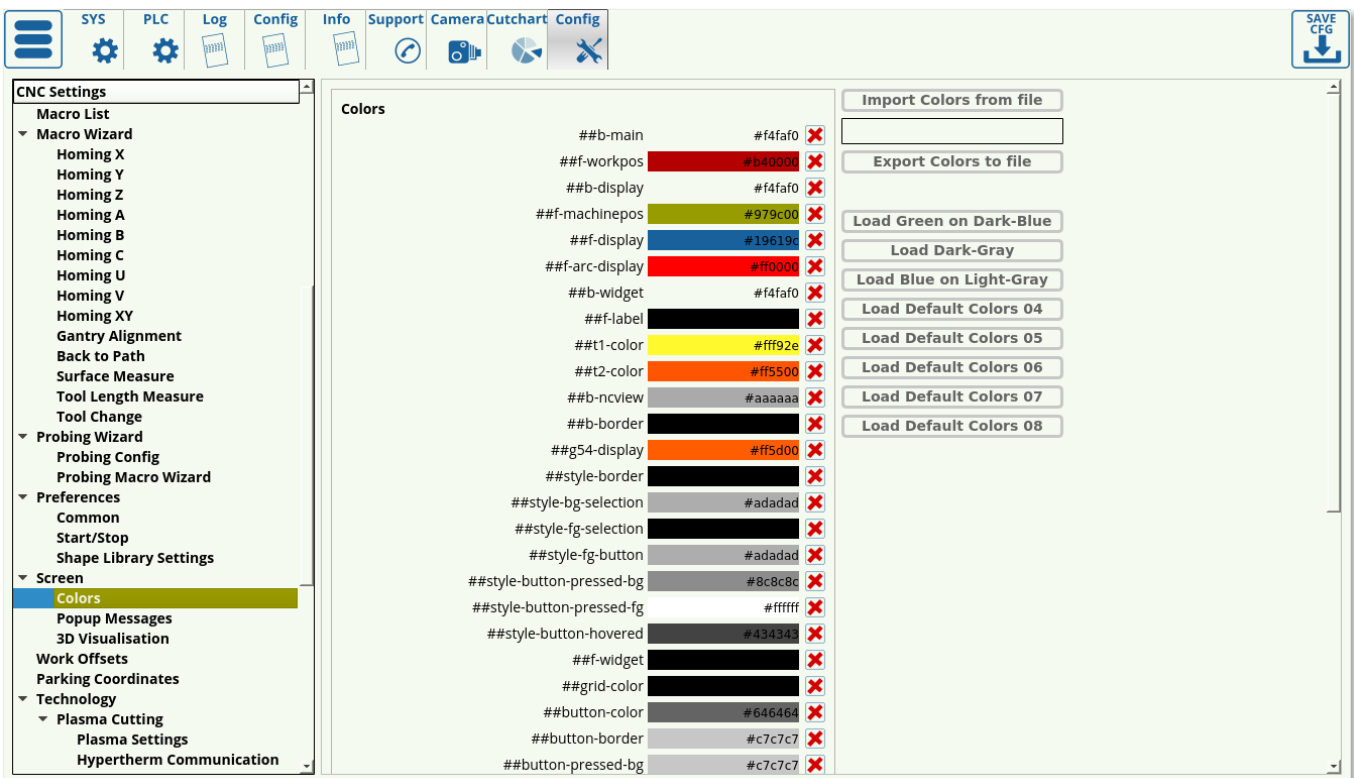 SYS PLC Log Config Info Support Camera Cutchart Config
SAVE CFG
CNC Settings
Macro List
Macro Wizard
Homing X
Homing Y
Homing Z
Homing A
Homing B
Homing C
Homing U
Homing V
Homing XY
Gantry Alignment
Back to Path
Surface Measure
Tool Length Measure
Tool Change
Probing Wizard
Probing Config
Probing Macro Wizard
Preferences
Common
Start/Stop
Shape Library Settings
Screen
Colors
Popup Messages
3D Visualisation
Work Offsets
Parking Coordinates
Technology
Plasma Cutting
Plasma Settings
Hypertherm Communication
Colors
##b-main #f4faf0
##f-workpos #b40000
##b-display #f4faf0
##f-machinepos #979c00
##f-display #19619c
##f-arc-display #ff0000
##b-widget #f4faf0
##f-label
##t1-color #fff92e
##t2-color #ff5500
##b-ncview #aaaaaa
##b-border
##g54-display #ff5d00
##style-border
##style-bg-selection #adadad
##style-fg-selection
##style-fg-button #adadad
##style-button-pressed-bg #8c8c8c
##style-button-pressed-fg #ffffff
##style-button-hovered #434343
##f-widget
##grid-color
##button-color #646464
##button-border #c7c7c7
##button-pressed-bg #c7c7c7
Import Colors from file
Export Colors to file
Load Green on Dark-Blue
Load Dark-Gray
Load Blue on Light-Gray
Load Default Colors 04
Load Default Colors 05
Load Default Colors 06
Load Default Colors 07
Load Default Colors 08